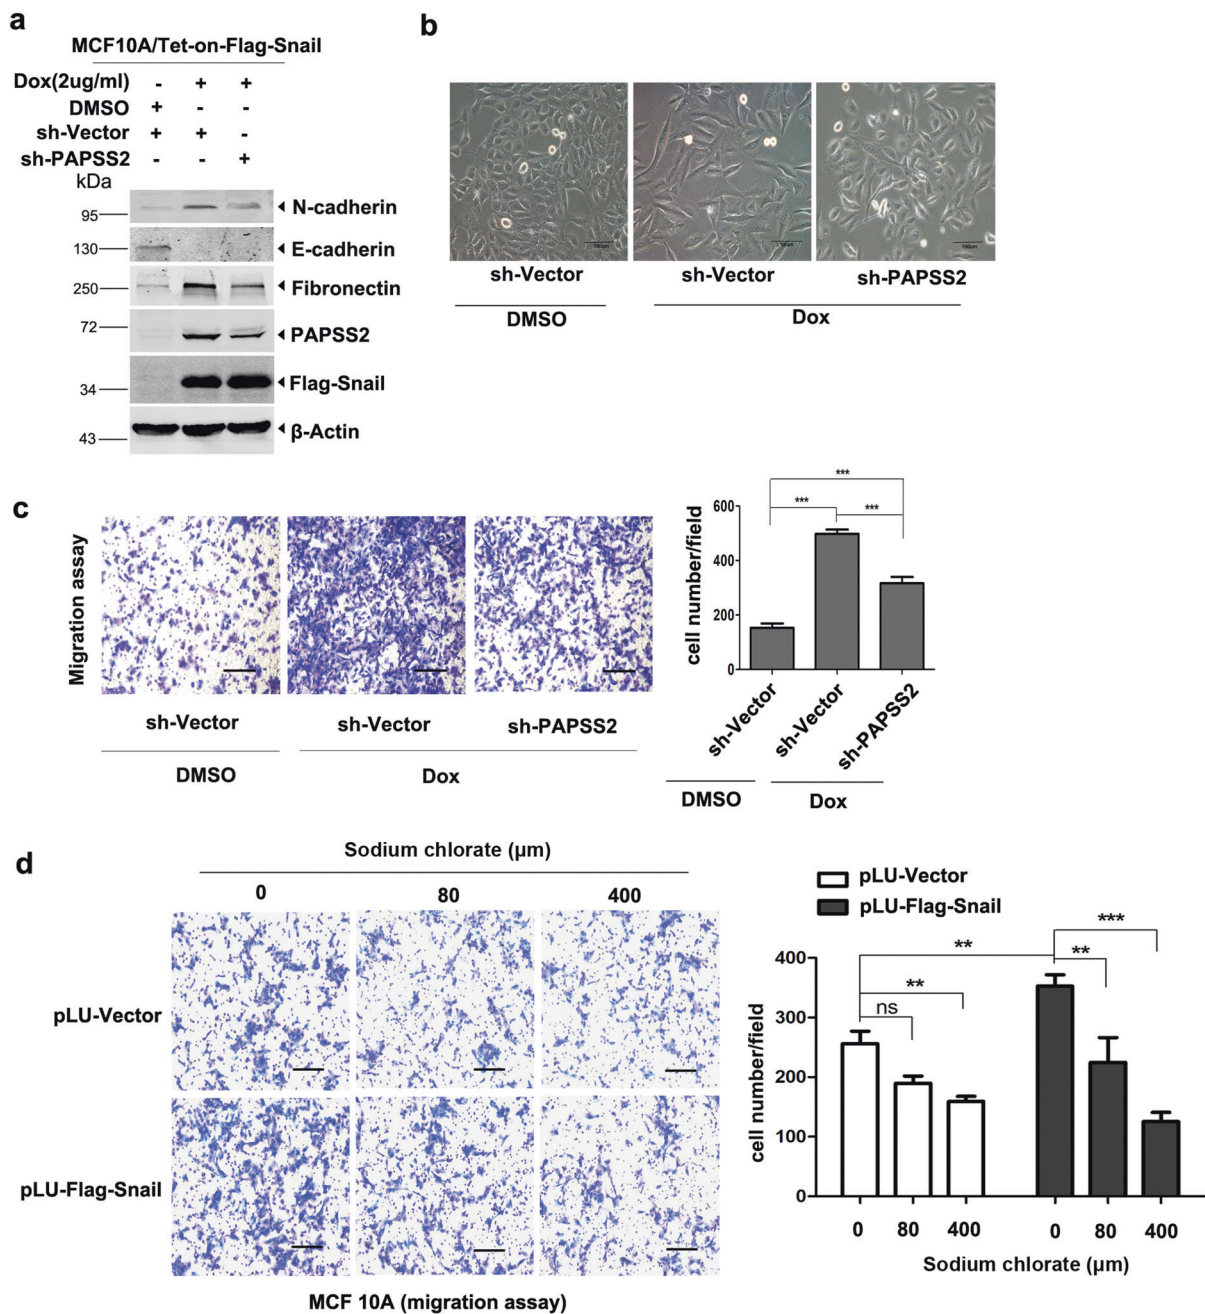 a
MCF10A/Tet-on-Flag-Snail
Dox(2ug/ml) - + +
DMSO + - -
sh-Vector + + -
sh-PAPSS2 - - +
kDa
95 N-cadherin
130 E-cadherin
250 Fibronectin
72 PAPSS2
34 Flag-Snail
43 β-Actin
b
100um 100um
sh-Vector sh-Vector sh-PAPSS2
DMSO Dox
c
Migration assay
sh-Vector sh-Vector sh-PAPSS2
DMSO Dox
cell number/field
600
400
200
0
*** *** ***
sh-Vector sh-Vector sh-PAPSS2
DMSO Dox
d
Sodium chlorate (µm)
0 80 400
pLU-Vector
pLU-Flag-Snail
MCF 10A (migration assay)
pLU-Vector
pLU-Flag-Snail
cell number/field
400
300
200
100
0
ns ** ** ** ***
0 80 400 0 80 400
Sodium chlorate (µm)